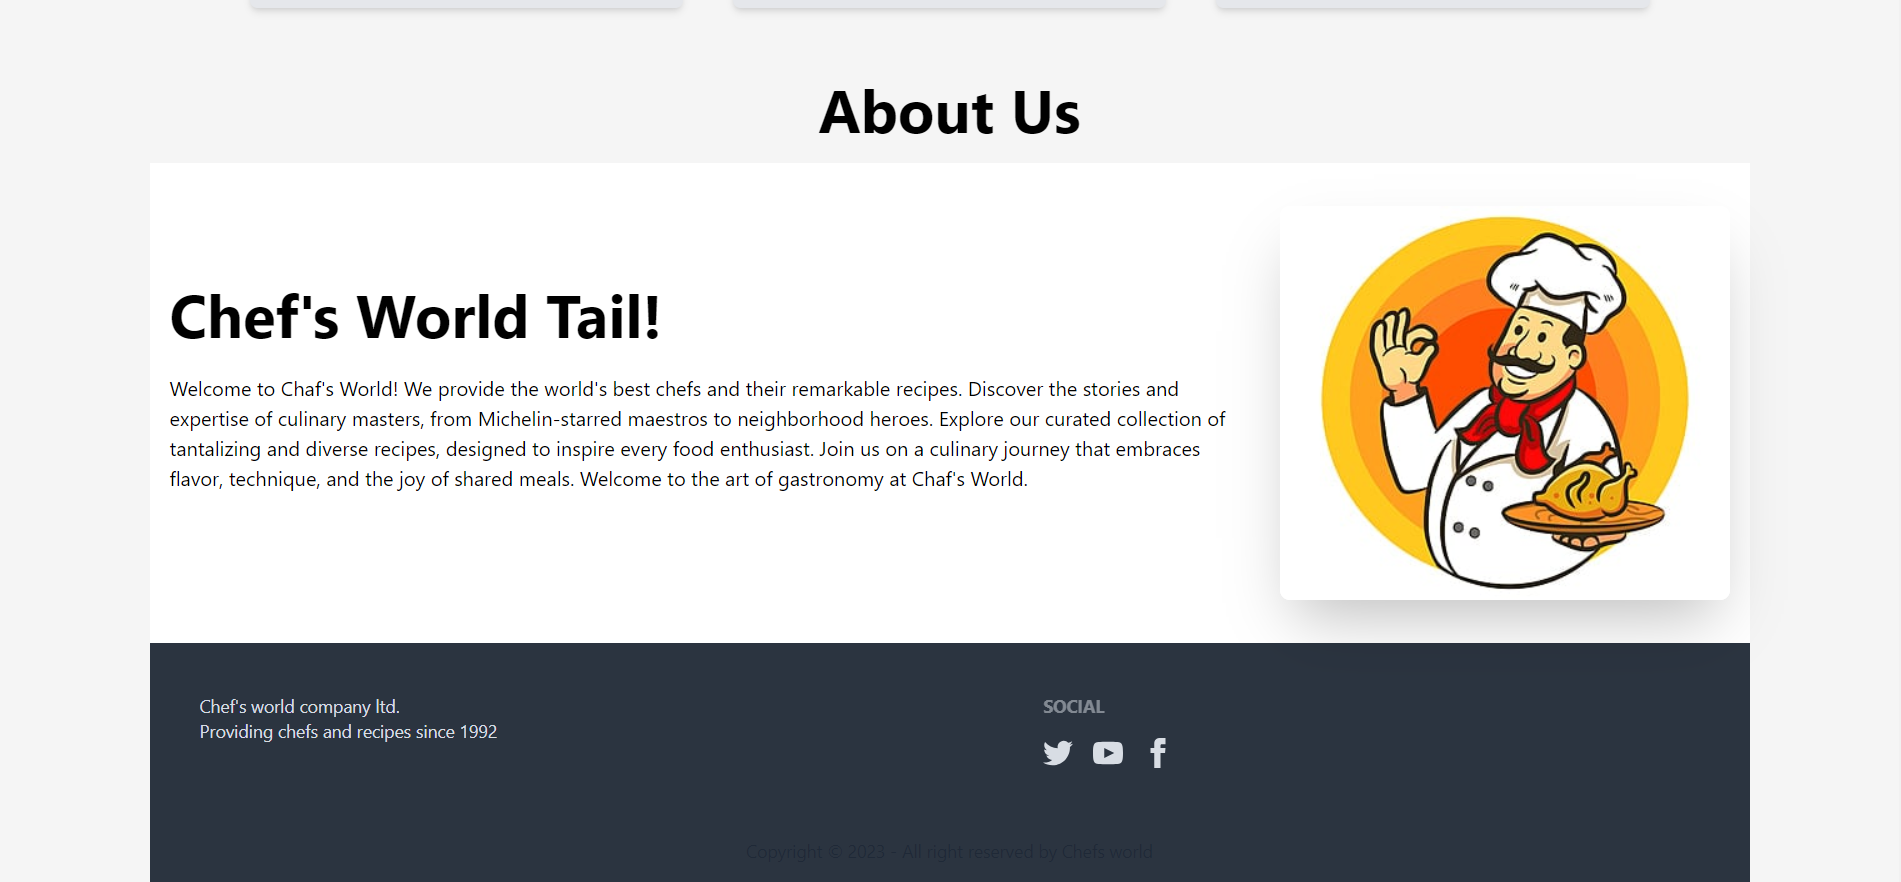 About Us
Chef's World Tail!
Welcome to Chaf's World! We provide the world's best chefs and their remarkable recipes. Discover the stories and
expertise of culinary masters, from Michelin-starred maestros to neighborhood heroes. Explore our curated collection of
tantalizing and diverse recipes, designed to inspire every food enthusiast. Join us on a culinary journey that embraces
flavor, technique, and the joy of shared meals. Welcome to the art of gastronomy at Chaf's World.
Chef's world company ltd.
Providing chefs and recipes since 1992
SOCIAL
Copyright © 2023 - All right reserved by Chefs world